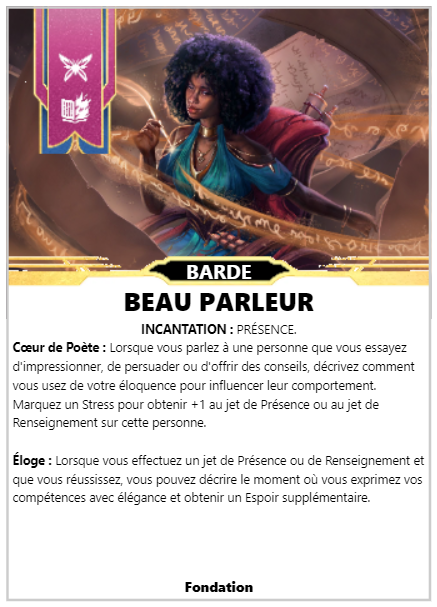 BARDE
BEAU PARLEUR
INCANTATION : PRÉSENCE.
Cœur de Poète : Lorsque vous parlez à une personne que vous essayez
d'impressionner, de persuader ou d'offrir des conseils, décrivez comment
vous usez de votre éloquence pour influencer leur comportement.
Marquez un Stress pour obtenir +1 au jet de Présence ou au jet de
Renseignement sur cette personne.
Éloge : Lorsque vous effectuez un jet de Présence ou de Renseignement et
que vous réussissez, vous pouvez décrire le moment où vous exprimez vos
compétences avec élégance et obtenir un Espoir supplémentaire.
Fondation